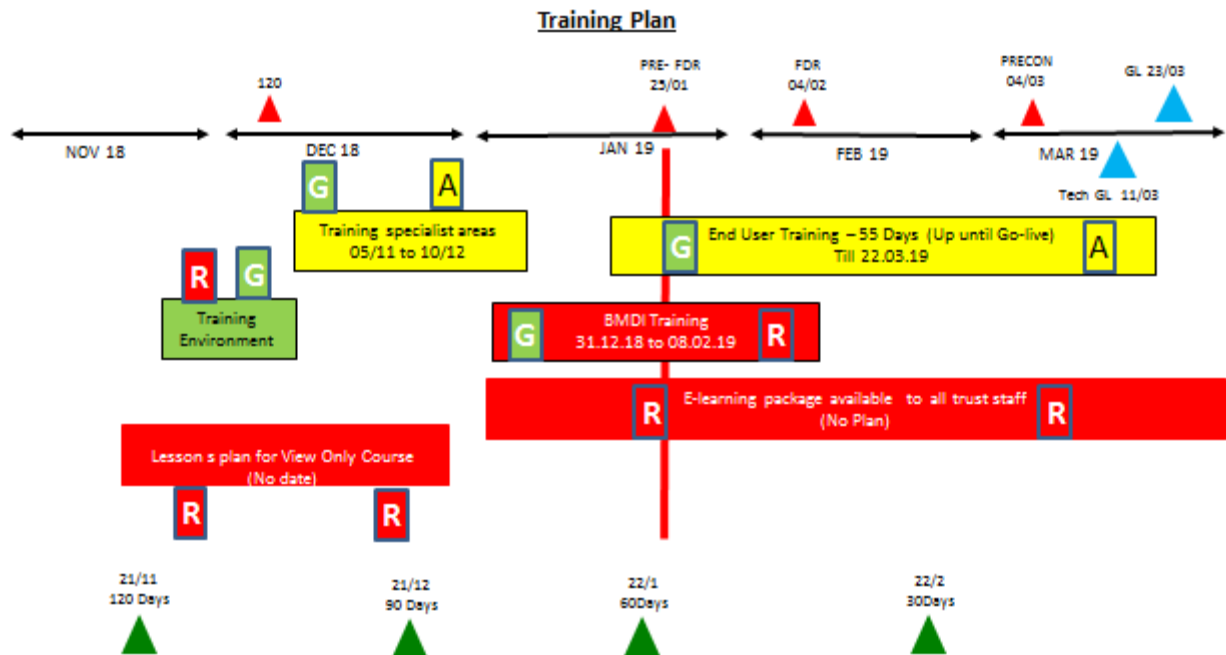 Training Plan
120
PRE- FDR
25/01
FDR
04/02
PRECON
04/03
GL 23/03
NOV 18
DEC 18
JAN 19
FEB 19
MAR 19
Tech GL 11/03
G
A
Training specialist areas
05/11 to 10/12
G
End User Training – 55 Days (Up until Go-live)
Till 22.03.19
A
R
G
Training
Environment
G
BMDI Training
31.12.18 to 08.02.19
R
R
E-learning package available to all trust staff
(No Plan)
R
Lesson s plan for View Only Course
(No date)
R
R
21/11
120 Days
21/12
90 Days
22/1
60Days
22/2
30Days